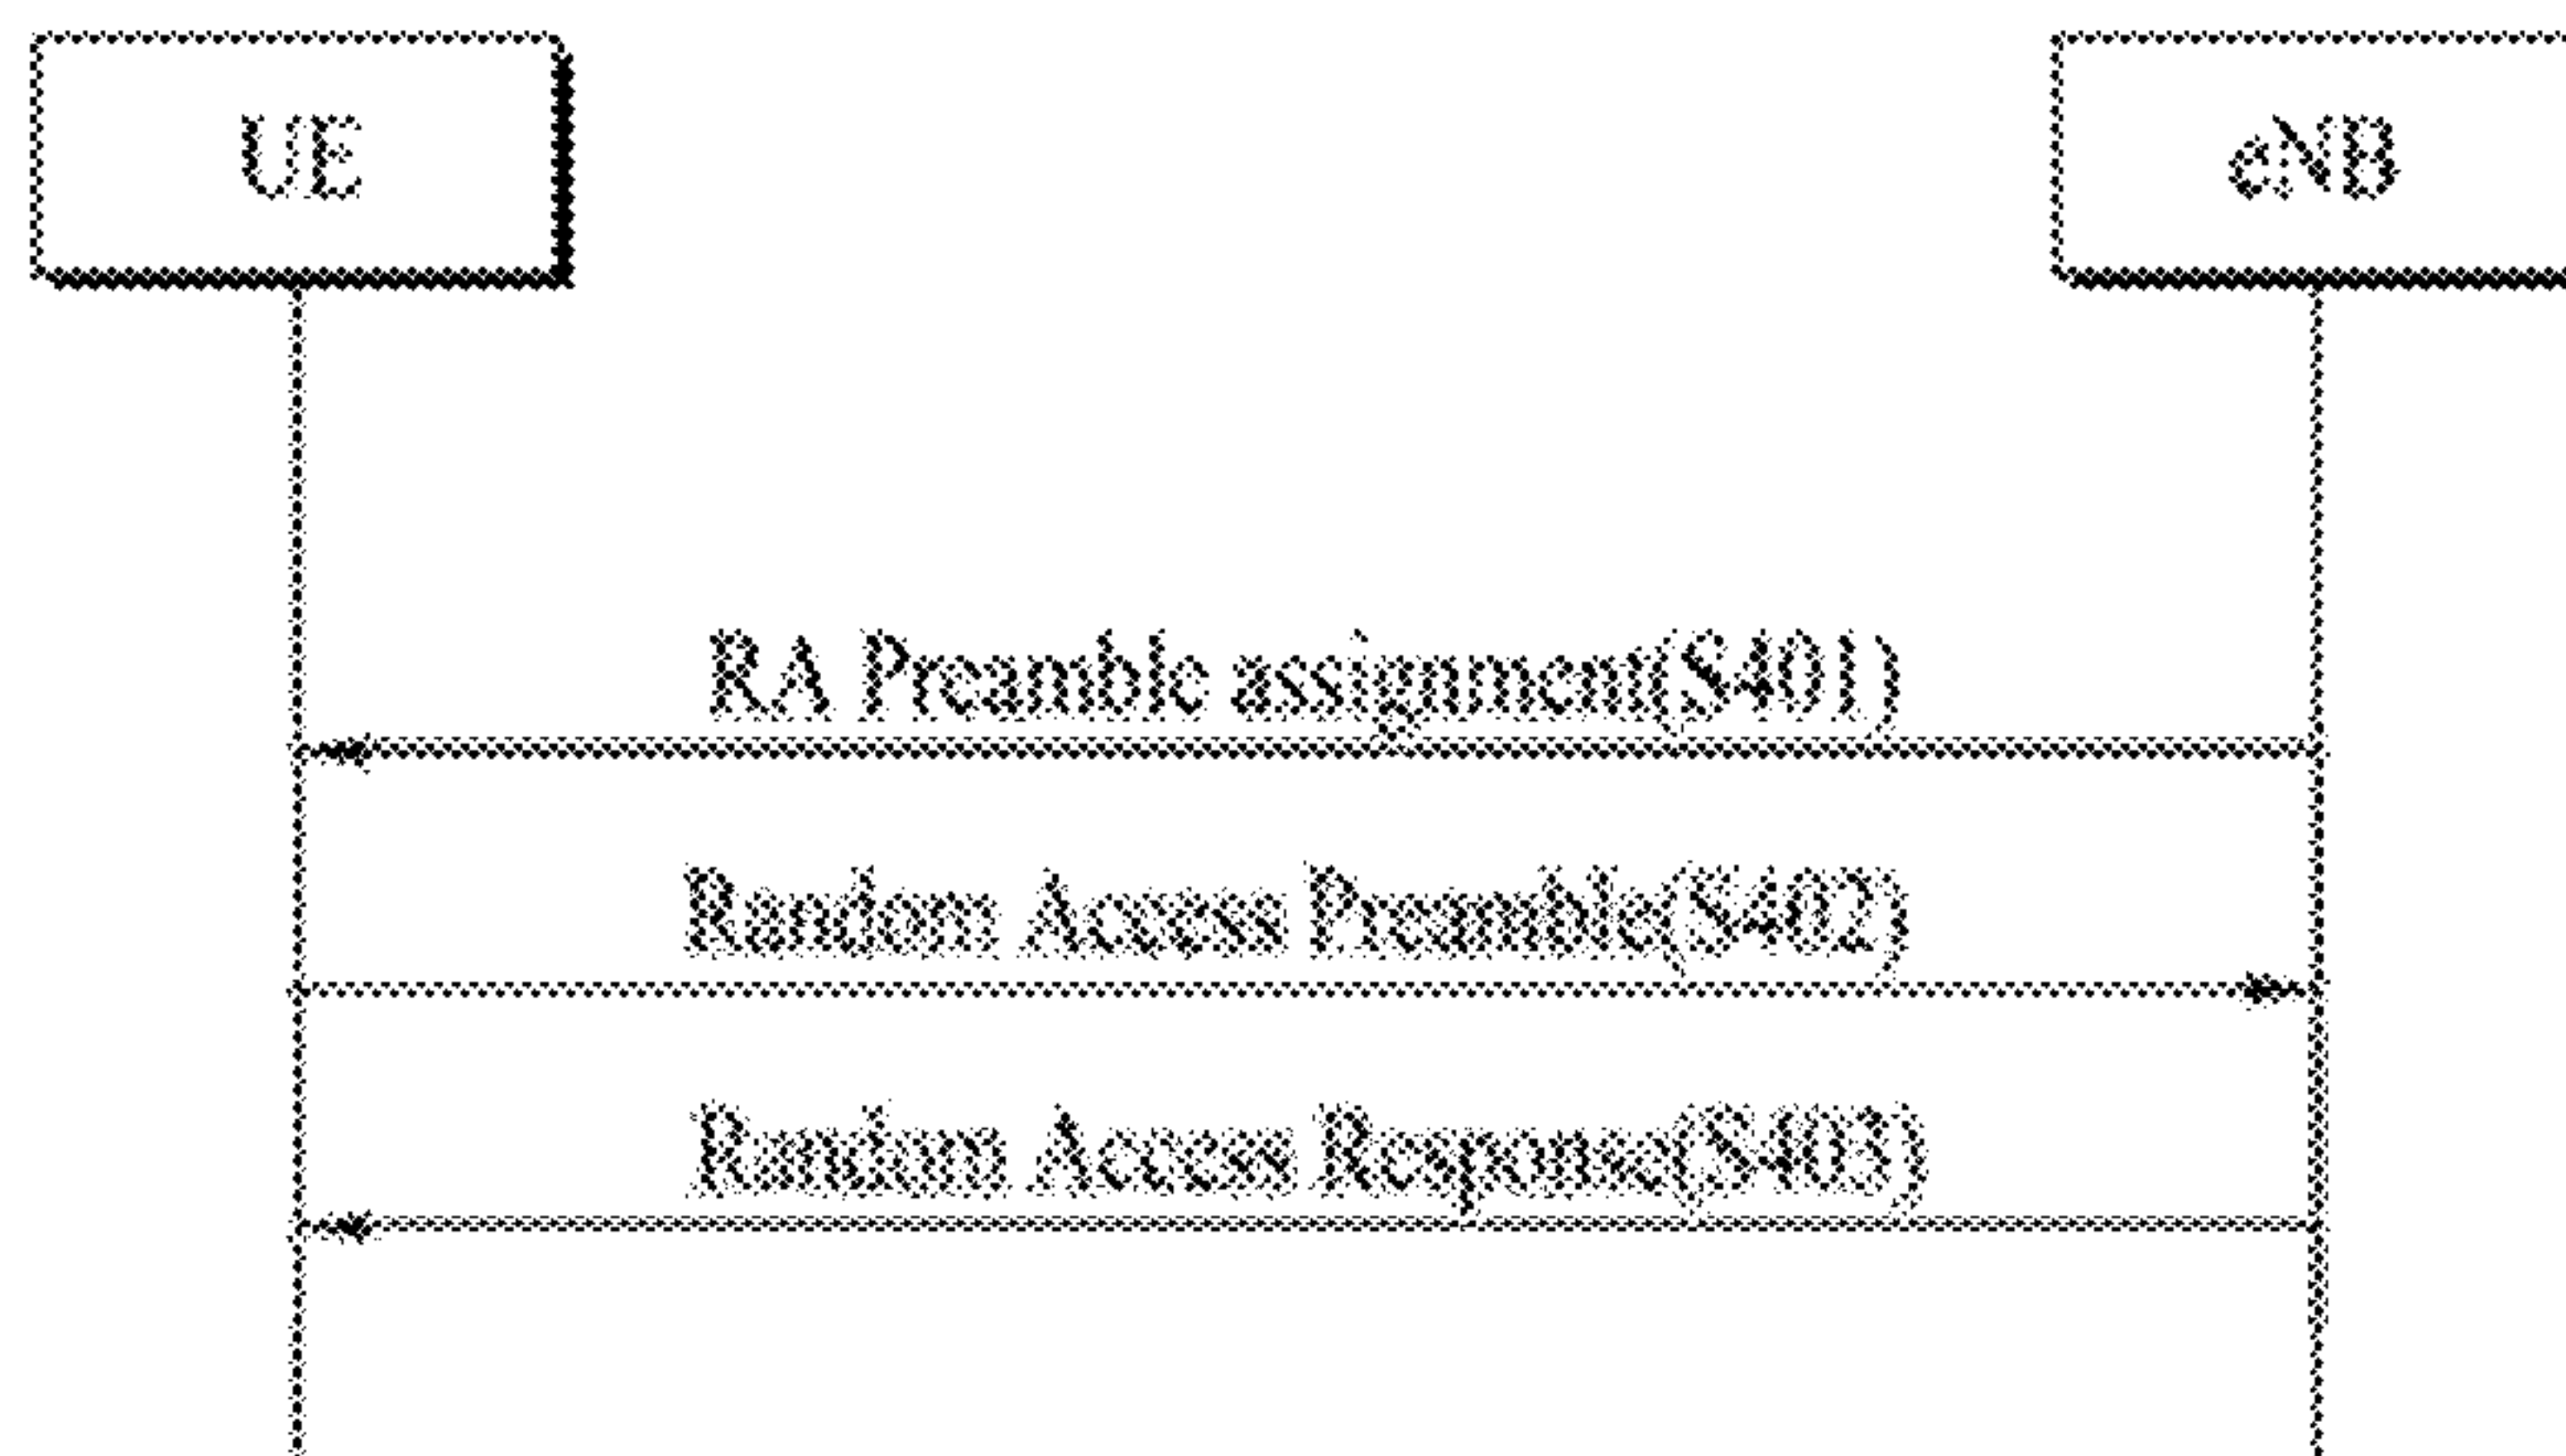 UE
eNB
RA Preamble assignment(S401)
Random Access Preamble(S402)
Random Access Response(S403)